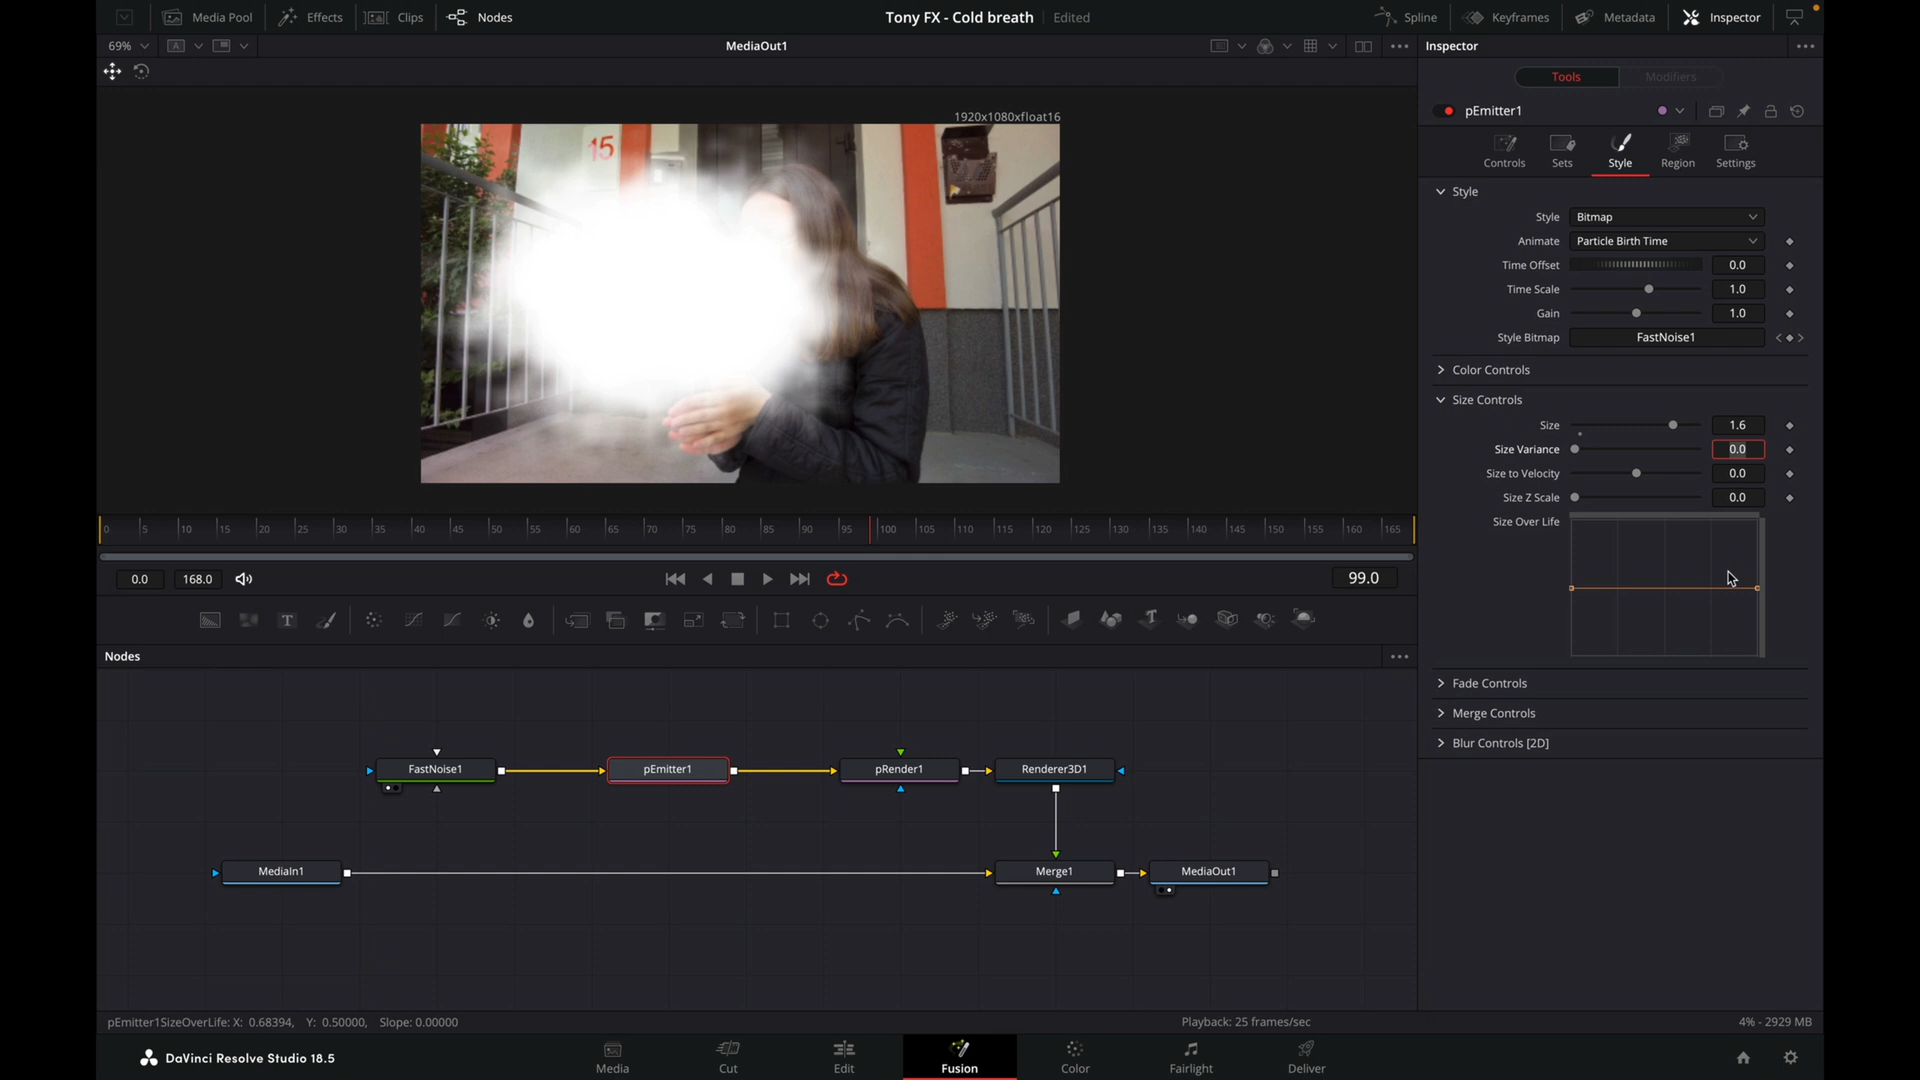 Media Pool Effects Clips Nodes Tony FX - Cold breath Edited Spline Keyframes Metadata Inspector
69% A MediaOut1 Inspector
Tools Modifiers
1920x1080xfloat16 pEmitter1
15
Controls Sets Style Region Settings
Style
Style Bitmap
Animate Particle Birth Time
Time Offset 0.0
Time Scale 1.0
Gain 1.0
Style Bitmap FastNoise1
Color Controls
Size Controls
Size 1.6
Size Variance 0.0
Size to Velocity 0.0
Size Z Scale 0.0
Size Over Life
0 5 10 15 20 25 30 35 40 45 50 55 60 65 70 75 80 85 90 95 100 105 110 115 120 125 130 135 140 145 150 155 160 165
0.0 168.0 99.0
T T
Nodes
Fade Controls
Merge Controls
Blur Controls [2D]
FastNoise1 pEmitter1 pRender1 Renderer3D1
MediaIn1 Merge1 MediaOut1
pEmitter1SizeOverLife: X: 0.68394, Y: 0.50000, Slope: 0.00000 Playback: 25 frames/sec 4% - 2929 MB
DaVinci Resolve Studio 18.5
Media Cut Edit Fusion Color Fairlight Deliver